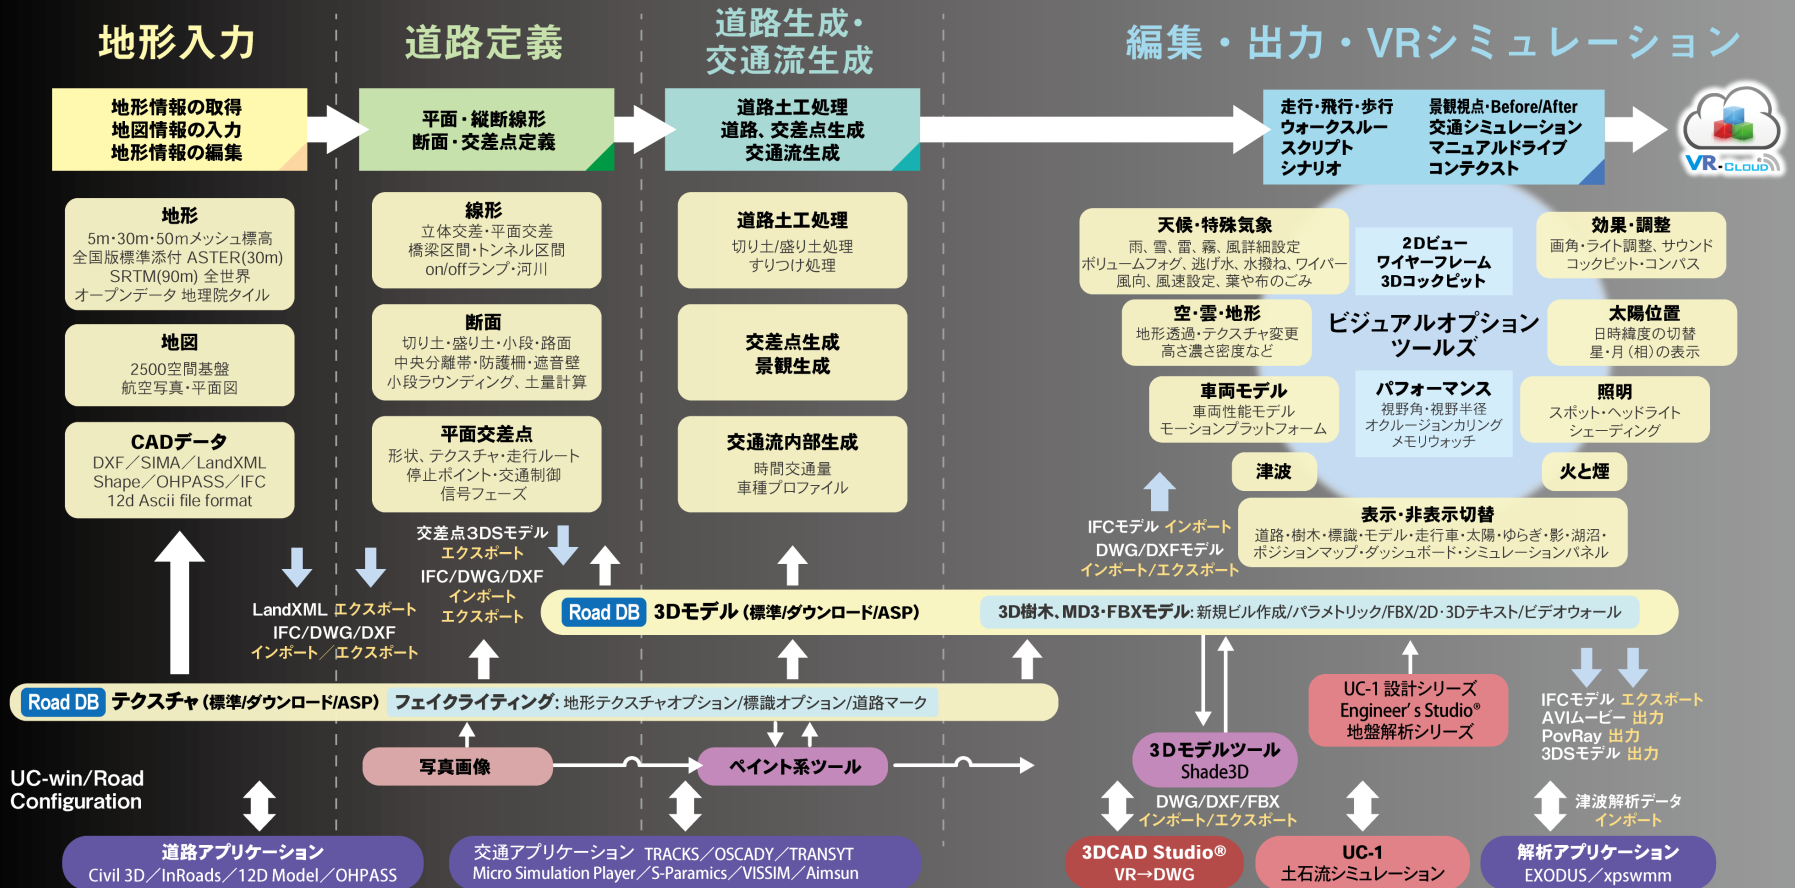 地形入力
道路定義
道路生成・
交通流生成
編集・出力・VRシミュレーション
地形情報の取得
地図情報の入力
地形情報の編集
平面・縦断線形
断面・交差点定義
道路土工処理
道路、交差点生成
交通流生成
走行・飛行・歩行
ウォークスルー
スクリプト
シナリオ
景観視点・Before/After
交通シミュレーション
マニュアルドライブ
コンテクスト
VR-CLOUD
地形
5m・30m・50mメッシュ標高
全国版標準添付 ASTER(30m)
SRTM(90m) 全世界
オープンデータ 地理院タイル
地図
2500空間基盤
航空写真・平面図
CADデータ
DXF／SIMA／LandXML
Shape／OHPASS／IFC
12d Ascii file format
線形
立体交差・平面交差
橋梁区間・トンネル区間
on/offランプ・河川
断面
切り土・盛り土・小段・路面
中央分離帯・防護柵・遮音壁
小段ラウンディング、土量計算
平面交差点
形状、テクスチャ・走行ルート
停止ポイント・交通制御
信号フェーズ
道路土工処理
切り土/盛り土処理
すりつけ処理
交差点生成
景観生成
交通流内部生成
時間交通量
車種プロファイル
天候・特殊気象
雨、雪、雷、霧、風詳細設定
ボリュームフォグ、逃げ水、水撥ね、ワイパー
風向、風速設定、葉や布のごみ
2Dビュー
ワイヤーフレーム
3Dコックピット
効果・調整
画角・ライト調整、サウンド
コックピット・コンパス
空・雲・地形
地形透過・テクスチャ変更
高さ濃さ密度など
ビジュアルオプション
ツールズ
太陽位置
日時緯度の切替
星・月（相）の表示
車両モデル
車両性能モデル
モーションプラットフォーム
パフォーマンス
視野角・視野半径
オクルージョンカリング
メモリウォッチ
照明
スポット・ヘッドライト
シェーディング
津波
火と煙
表示・非表示切替
道路・樹木・標識・モデル・走行車・太陽・ゆらぎ・影・湖沼・
ポジションマップ・ダッシュボード・シミュレーションパネル
IFCモデル インポート
DWG/DXFモデル
インポート/エクスポート
交差点3DSモデル
エクスポート
IFC/DWG/DXF
インポート
エクスポート
LandXML エクスポート
IFC/DWG/DXF
インポート／エクスポート
Road DB 3Dモデル（標準/ダウンロード/ASP） 3D樹木、MD3・FBXモデル：新規ビル作成/パラメトリック/FBX/2D・3Dテキスト/ビデオウォール
Road DB テクスチャ（標準/ダウンロード/ASP） フェイクライティング：地形テクスチャオプション/標識オプション/道路マーク
写真画像
ペイント系ツール
3Dモデルツール
Shade3D
UC-1 設計シリーズ
Engineer's Studio®
地盤解析シリーズ
IFCモデル エクスポート
AVIムービー 出力
PovRay 出力
3DSモデル 出力
UC-win/Road
Configuration
DWG/DXF/FBX
インポート/エクスポート
津波解析データ
インポート
道路アプリケーション
Civil 3D／InRoads／12D Model／OHPASS
交通アプリケーション TRACKS／OSCADY／TRANSYT
Micro Simulation Player／S-Paramics／VISSIM／Aimsun
3DCAD Studio®
VR→DWG
UC-1
土石流シミュレーション
解析アプリケーション
EXODUS／xpswmm